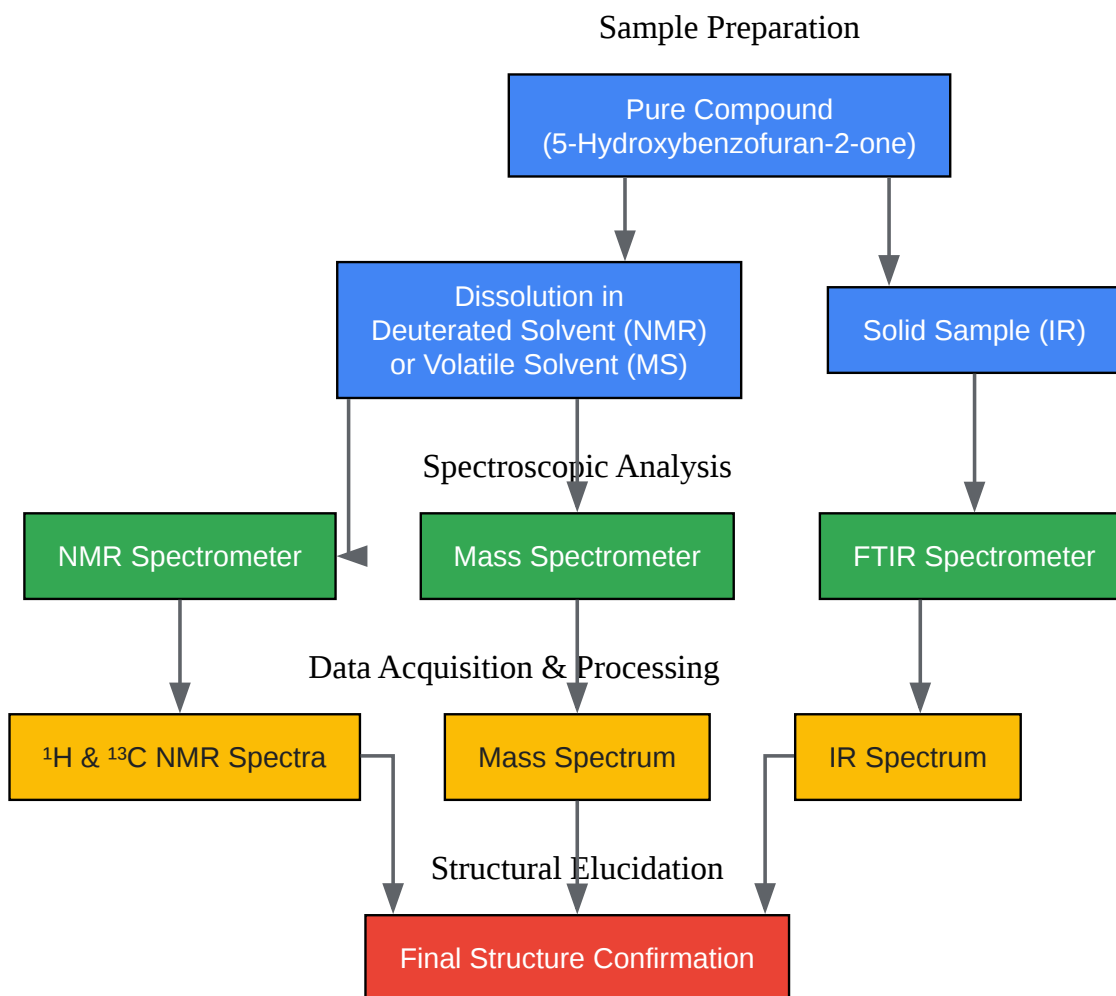 Sample Preparation
Pure Compound
(5-Hydroxybenzofuran-2-one)
Dissolution in
Deuterated Solvent (NMR)
or Volatile Solvent (MS)
Solid Sample (IR)
Spectroscopic Analysis
NMR Spectrometer
Mass Spectrometer
FTIR Spectrometer
Data Acquisition & Processing
¹H & ¹³C NMR Spectra
Mass Spectrum
IR Spectrum
Structural Elucidation
Final Structure Confirmation